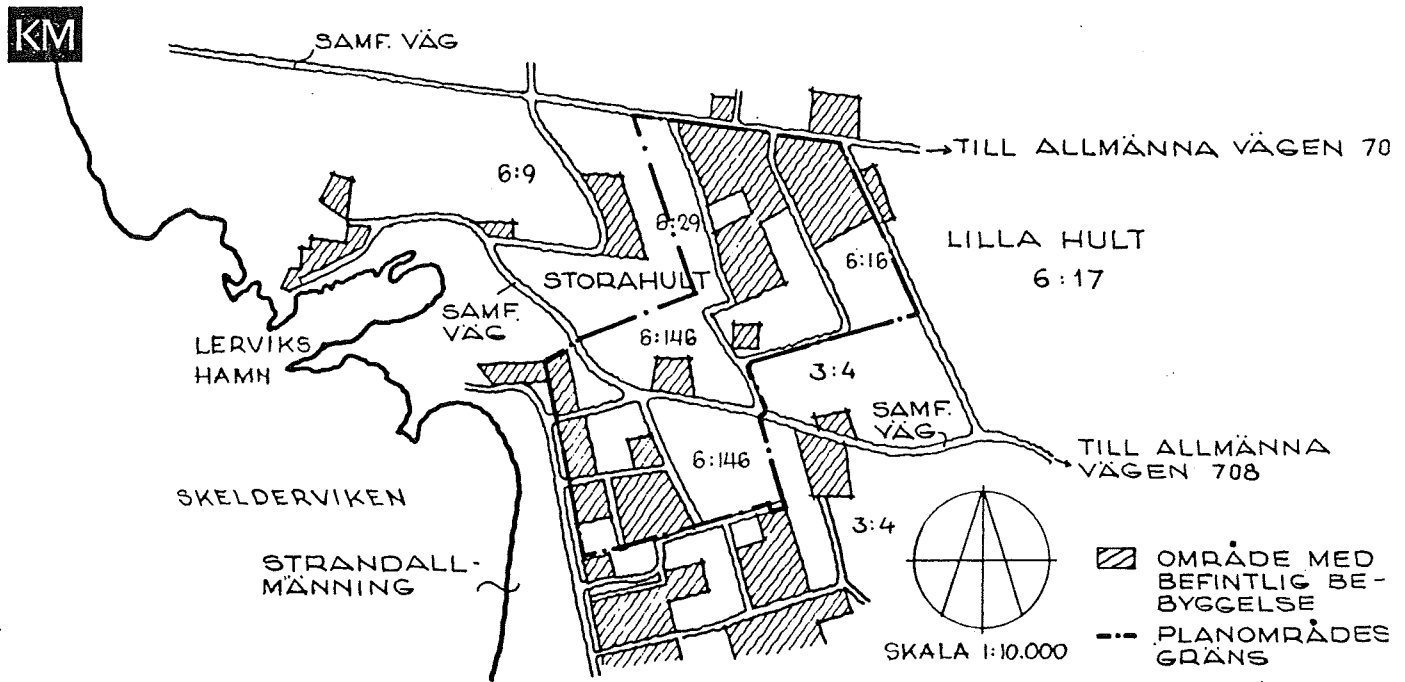 KM
SAMF. VÄG
→TILL ALLMÄNNA VÄGEN 70
6:9
6:29
LILLA HULT
6:17
6:16
STORAHULT
SAMF.
VÄG
6:146
LERVIKS
HAMN
3:4
SAMF.
VÄG
TILL ALLMÄNNA
VÄGEN 708
6:146
SKELDERVIKEN
3:4
STRANDALL-
MÄNNING
OMRÅDE MED
BEFINTLIG BE-
BYGGELSE
SKALA 1:10.000
PLANOMRÅDES
GRÄNS